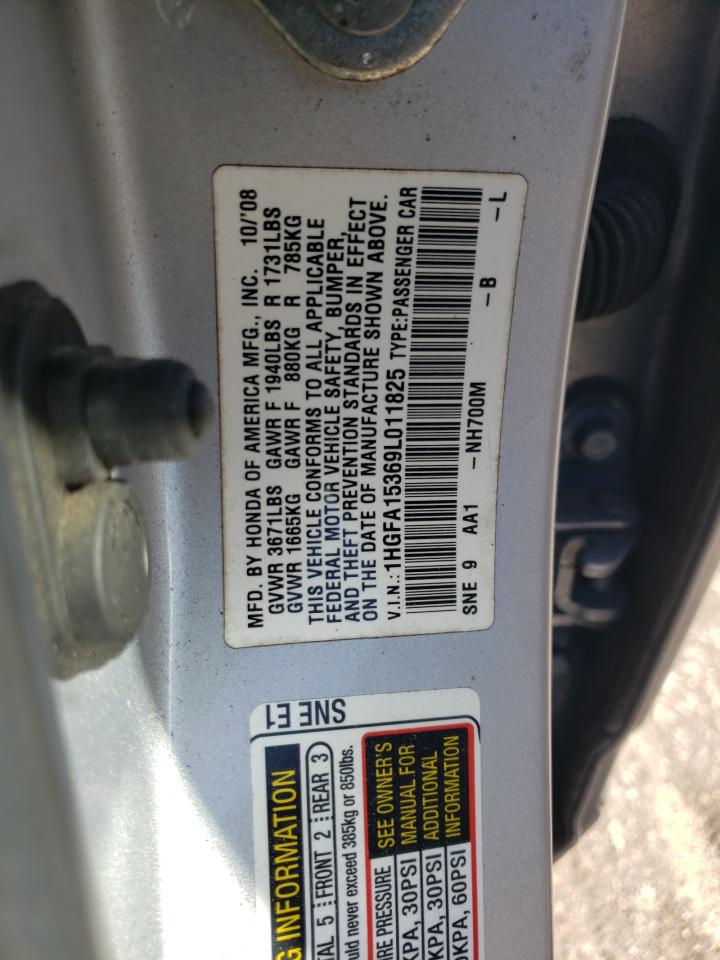 MFD. BY HONDA OF AMERICA MFG., INC. 10/'08
GVWR 3671LBS GAWR F 1940LBS R 1731LBS
GVWR 1665KG GAWR F 880KG R 785KG
THIS VEHICLE CONFORMS TO ALL APPLICABLE
FEDERAL MOTOR VEHICLE SAFETY, BUMPER,
AND THEFT PREVENTION STANDARDS IN EFFECT
ON THE DATE OF MANUFACTURE SHOWN ABOVE.
V.I.N.: 1HGFA15369L011825 TYPE:PASSENGER CAR
SNE 9 AA1 -NH700M -B -L
SNE E1
INFORMATION
5 FRONT 2 REAR 3
never exceed 385kg or 850lbs.
PRESSURE SEE OWNER'S
KPA, 30PSI MANUAL FOR
KPA, 30PSI ADDITIONAL
KPA, 60PSI INFORMATION